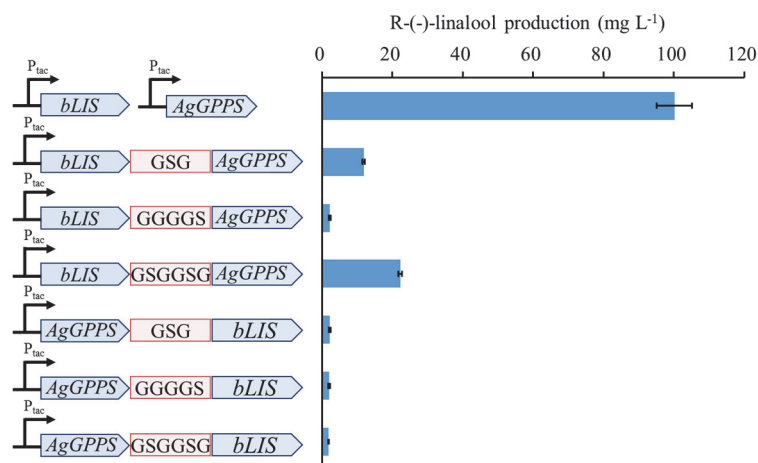 R-(-)-linalool production (mg L⁻¹)
0 20 40 60 80 100 120
Ptac Ptac
bLIS AgGPPS
Ptac
bLIS GSG AgGPPS
Ptac
bLIS GGGGS AgGPPS
Ptac
bLIS GSGGSG AgGPPS
Ptac
AgGPPS GSG bLIS
Ptac
AgGPPS GGGGS bLIS
Ptac
AgGPPS GSGGSG bLIS